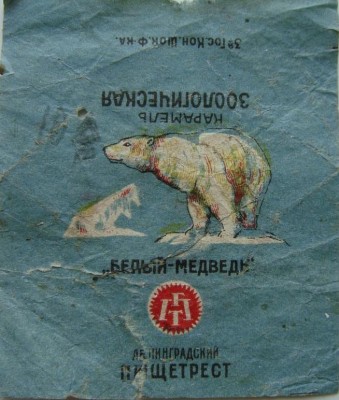 3я Гос. Кон. Шок. Ф-ка.
КАРАМЕЛЬ
ЗООЛОГИЧЕСКАЯ
„БЕЛЫЙ-МЕДВЕДЬ"
ЛЕНИНГРАДСКИЙ
ПИЩЕТРЕСТ